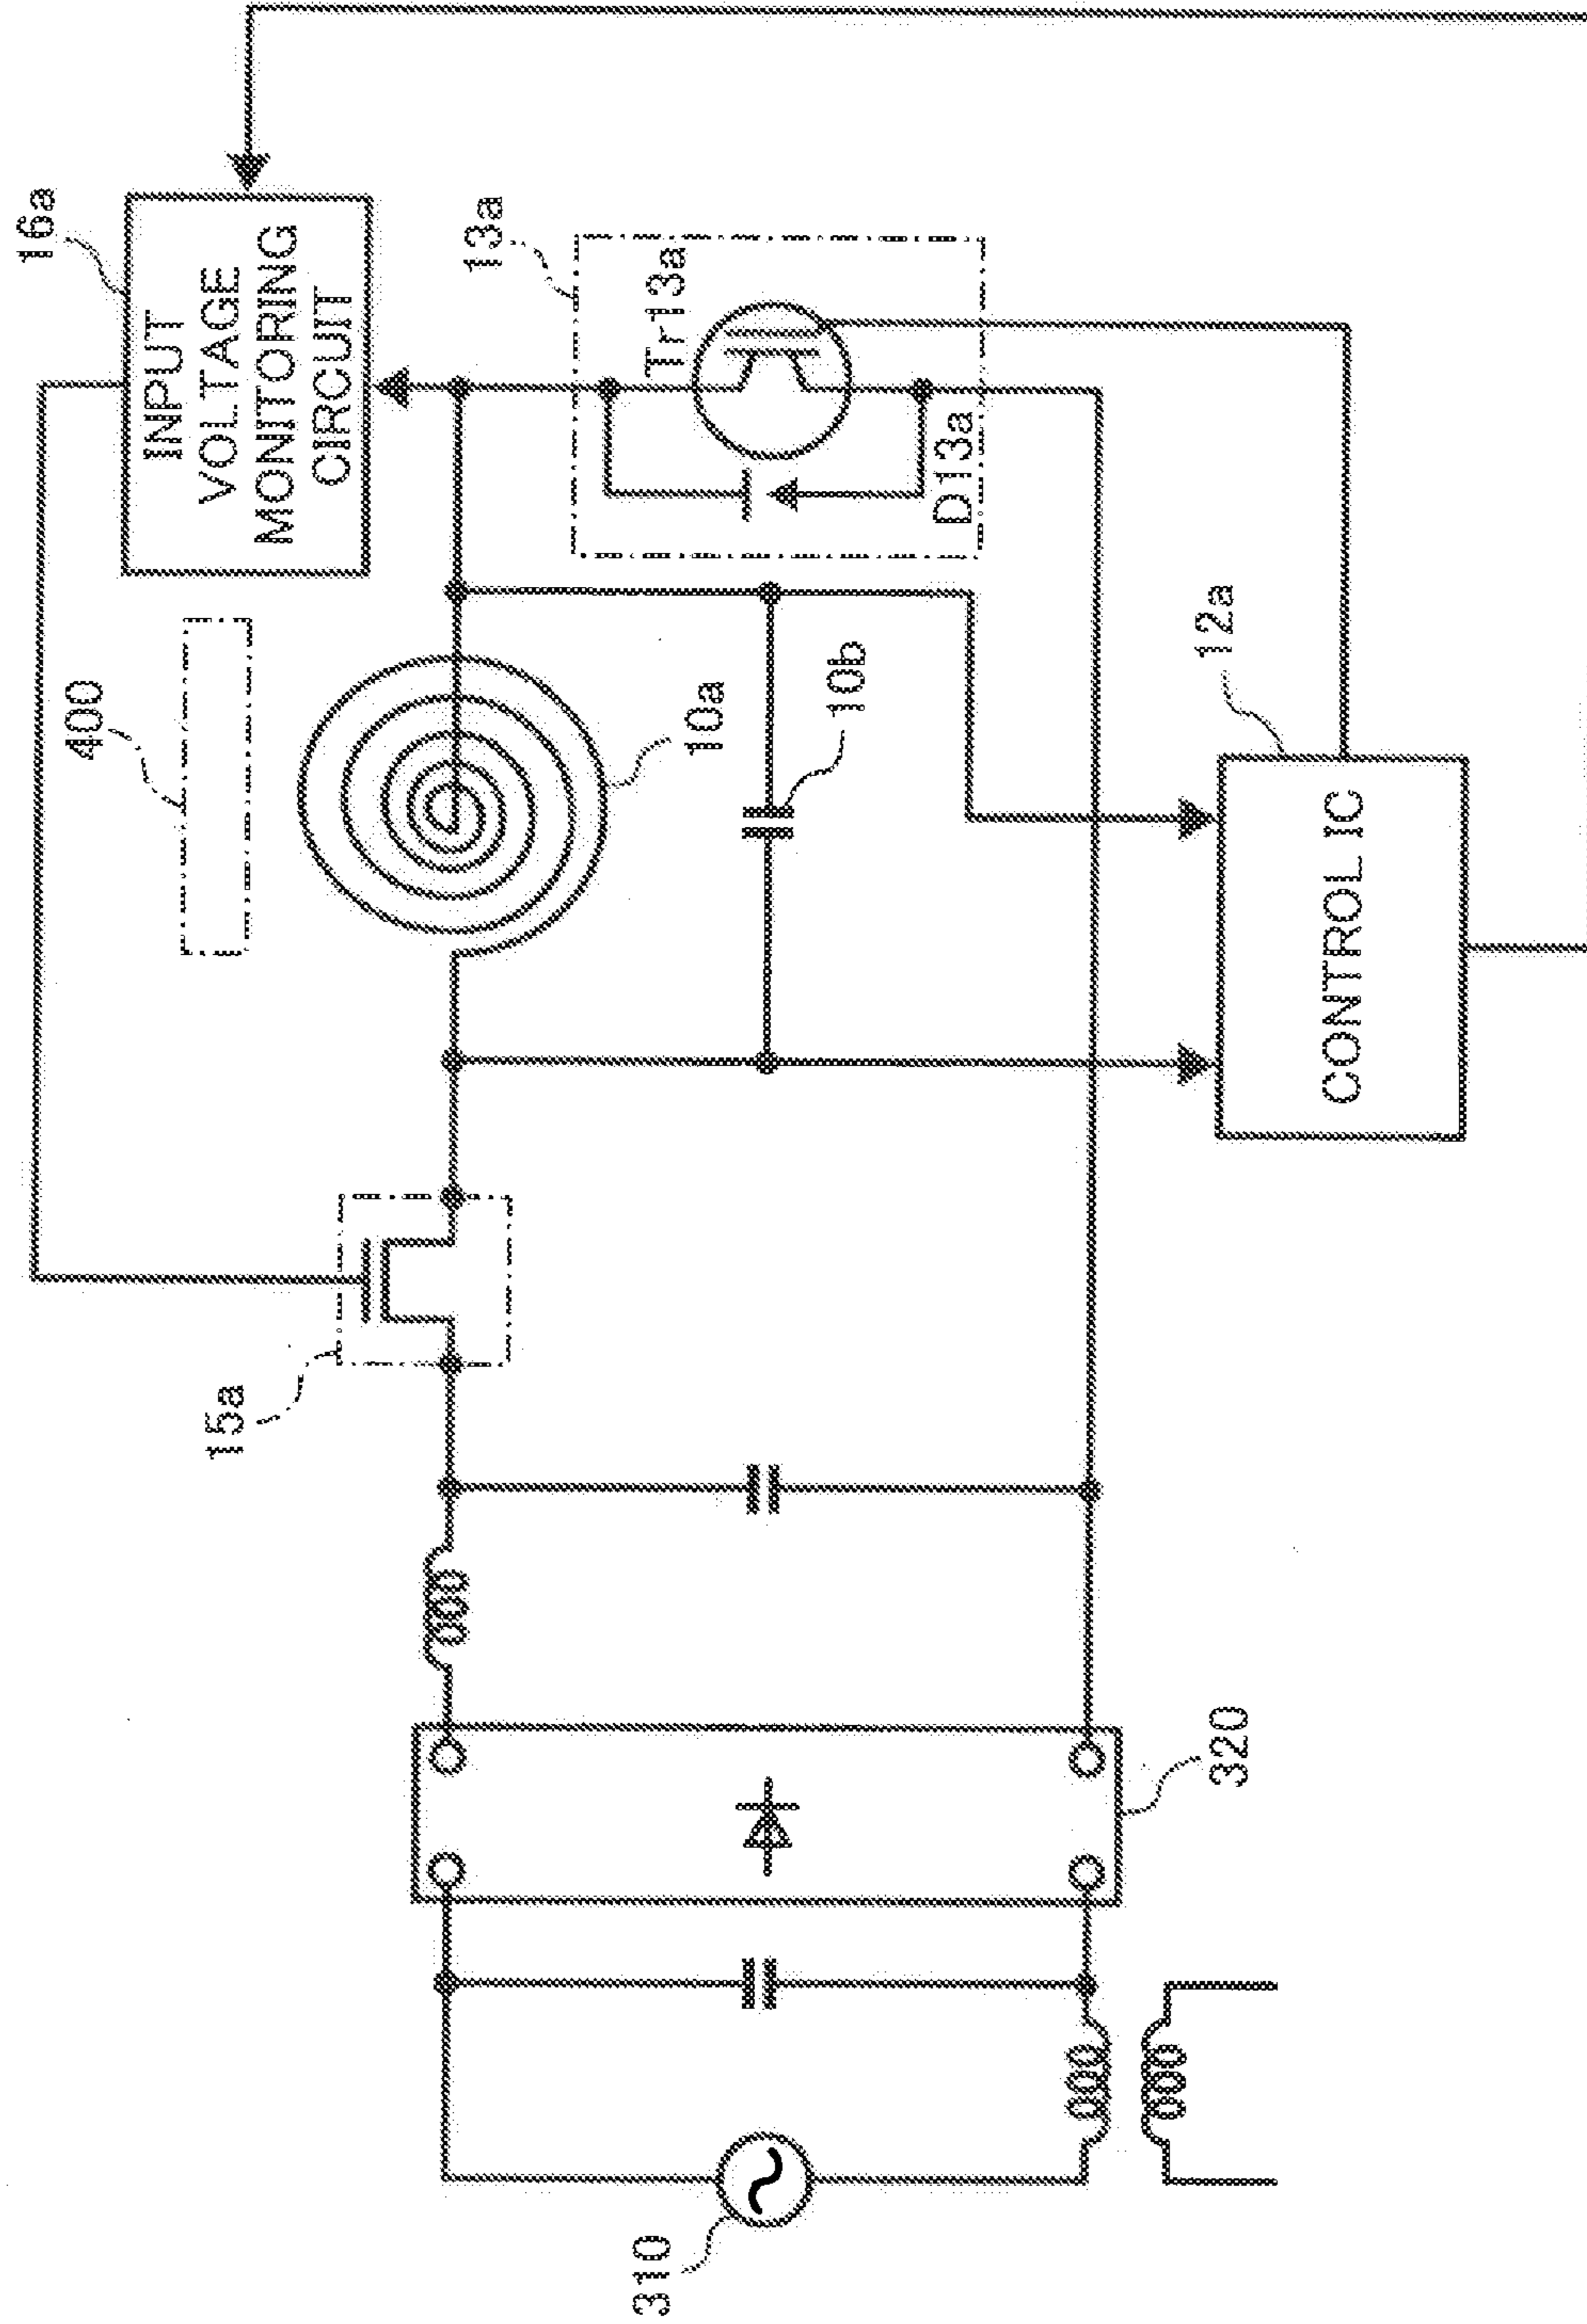 16a
INPUT
VOLTAGE
MONITORING
CIRCUIT
400
13a
Tr13a
D13a
10a
10b
12a
CONTROL IC
15a
320
310